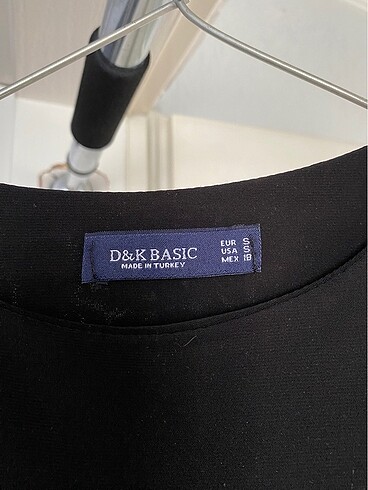 D&K BASIC
MADE IN TURKEY
EUR S
USA S
MEX 18